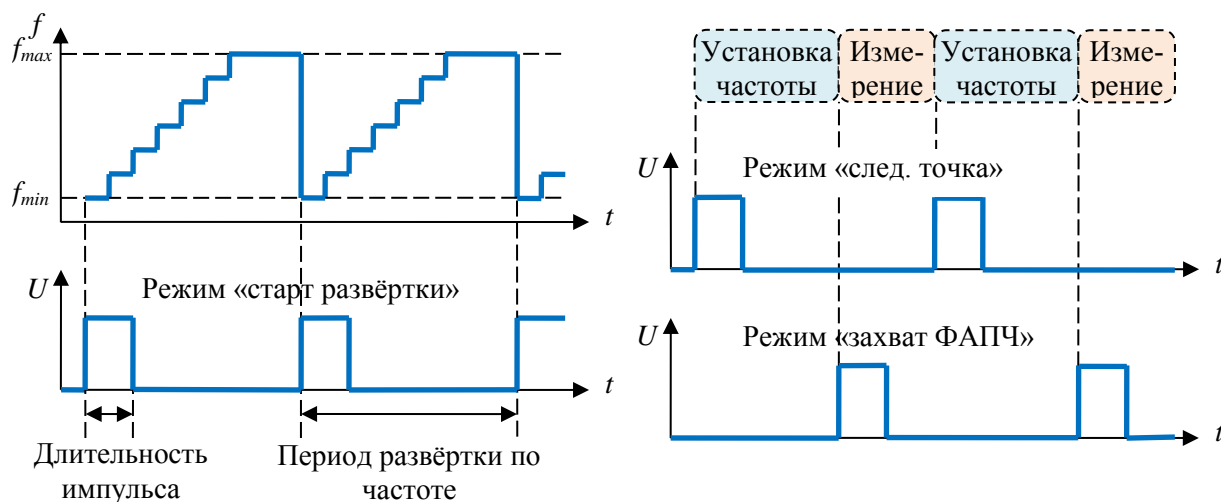 f
fmax
fmin
t
U
Режим «старт развёртки»
t
Длительность
импульса
Период развёртки по
частоте
Установка
частоты
Изме-
рение
Установка
частоты
Изме-
рение
U
Режим «след. точка»
t
U
Режим «захват ФАПЧ»
t